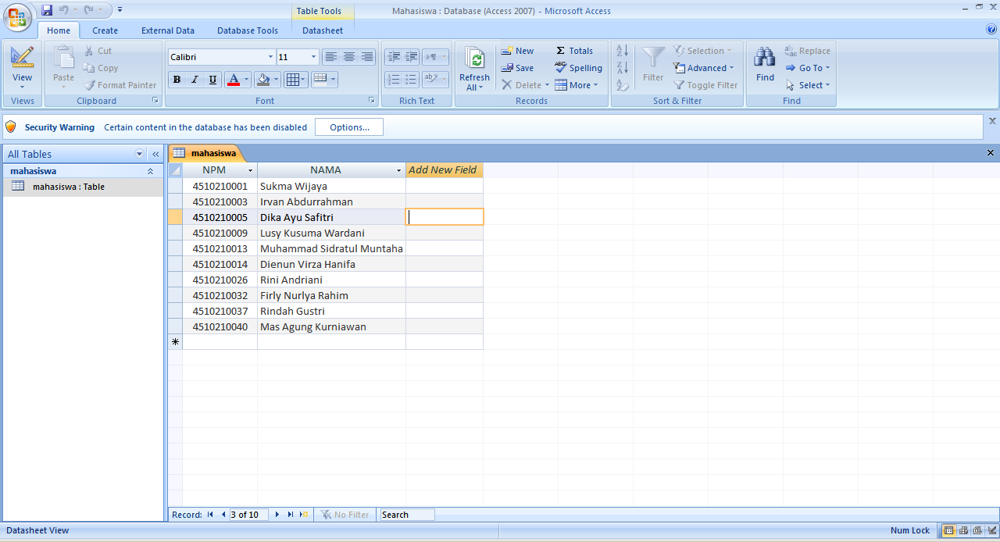 Table Tools
Mahasiswa : Database (Access 2007) - Microsoft Access
Home Create External Data Database Tools Datasheet
View
Views
Paste
Cut
Copy
Format Painter
Clipboard
Calibri 11
B I U A
Font
Rich Text
Refresh All
New
Save
Delete
Σ Totals
ABC Spelling
More
Records
Filter
Selection
Advanced
Toggle Filter
Sort & Filter
Find
Replace
Go To
Select
Find
Security Warning Certain content in the database has been disabled Options...
All Tables «
mahasiswa
mahasiswa : Table
mahasiswa
NPM NAMA Add New Field
4510210001 Sukma Wijaya
4510210003 Irvan Abdurrahman
4510210005 Dika Ayu Safitri
4510210009 Lusy Kusuma Wardani
4510210013 Muhammad Sidratul Muntaha
4510210014 Dienun Virza Hanifa
4510210026 Rini Andriani
4510210032 Firly Nurlya Rahim
4510210037 Rindah Gustri
4510210040 Mas Agung Kurniawan
Record: 3 of 10 No Filter Search
Datasheet View Num Lock